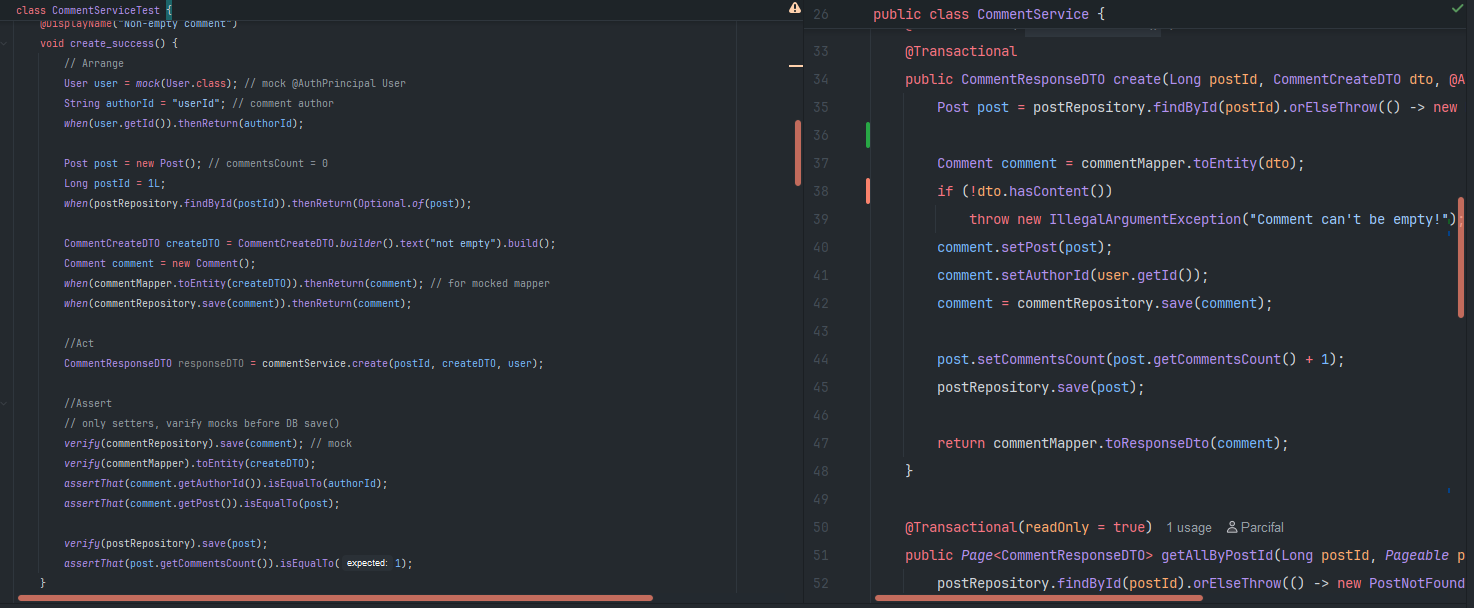 class CommentServiceTest {
@DisplayName("Non-empty comment")
void create_success() {
// Arrange
User user = mock(User.class); // mock @AuthPrincipal User
String authorId = "userId"; // comment author
when(user.getId()).thenReturn(authorId);
Post post = new Post(); // commentsCount = 0
Long postId = 1L;
when(postRepository.findById(postId)).thenReturn(Optional.of(post));
CommentCreateDTO createDTO = CommentCreateDTO.builder().text("not empty").build();
Comment comment = new Comment();
when(commentMapper.toEntity(createDTO)).thenReturn(comment); // for mocked mapper
when(commentRepository.save(comment)).thenReturn(comment);
//Act
CommentResponseDTO responseDTO = commentService.create(postId, createDTO, user);
//Assert
// only setters, varify mocks before DB save()
verify(commentRepository).save(comment); // mock
verify(commentMapper).toEntity(createDTO);
assertThat(comment.getAuthorId()).isEqualTo(authorId);
assertThat(comment.getPost()).isEqualTo(post);
verify(postRepository).save(post);
assertThat(post.getCommentsCount()).isEqualTo( expected: 1);
}
26 public class CommentService {
33 @Transactional
34 public CommentResponseDTO create(Long postId, CommentCreateDTO dto, @A
35 Post post = postRepository.findById(postId).orElseThrow(() -> new
36
37 Comment comment = commentMapper.toEntity(dto);
38 if (!dto.hasContent())
39 throw new IllegalArgumentException("Comment can't be empty!");
40 comment.setPost(post);
41 comment.setAuthorId(user.getId());
42 comment = commentRepository.save(comment);
43
44 post.setCommentsCount(post.getCommentsCount() + 1);
45 postRepository.save(post);
46
47 return commentMapper.toResponseDto(comment);
48 }
49
50 @Transactional(readOnly = true) 1 usage Parcifal
51 public Page<CommentResponseDTO> getAllByPostId(Long postId, Pageable p
52 postRepository.findById(postId).orElseThrow(() -> new PostNotFound